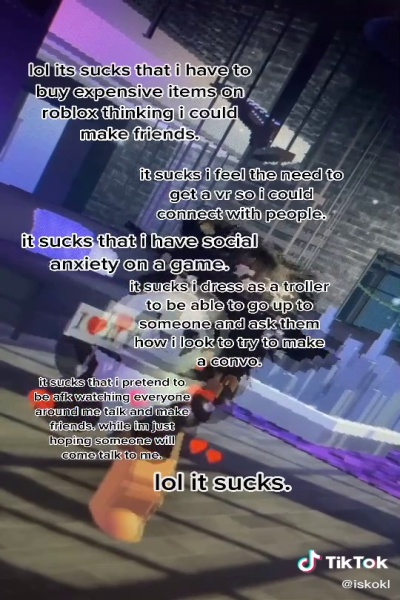 lol its sucks that i have to
buy expensive items on
roblox thinking i could
make friends.
it sucks i feel the need to
get a vr so i could
connect with people.
it sucks that i have social
anxiety on a game.
it sucks i dress as a troller
to be able to go up to
someone and ask them
how i look to try to make
a convo.
it sucks that i pretend to
be afk watching everyone
around me talk and make
friends. while im just
hoping someone will
come talk to me.
lol it sucks.
I
TikTok
@iskokl